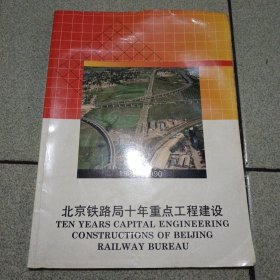 北京铁路局十年重点工程建设
TEN YEARS CAPITAL ENGINEERING
CONSTRUCTIONS OF BEIJING
RAILWAY BUREAU